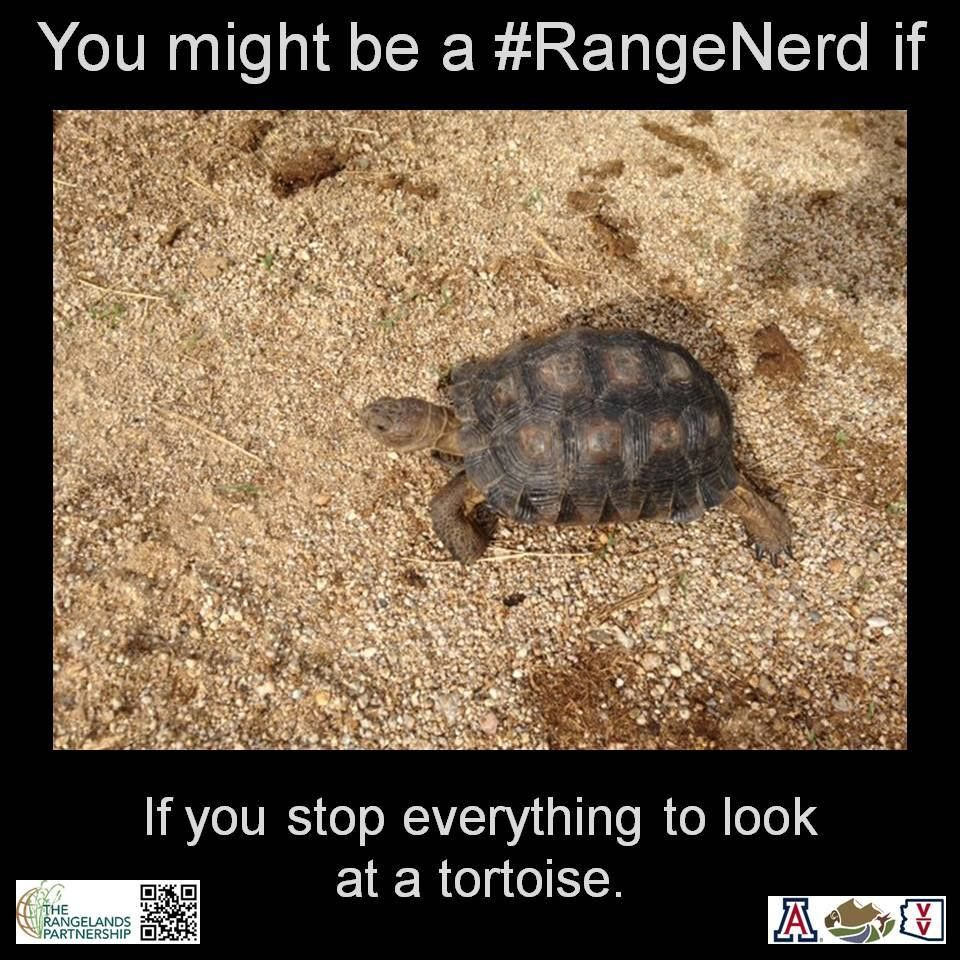 You might be a #RangeNerd if
If you stop everything to look
at a tortoise.
THE
RANGELANDS
PARTNERSHIP
A
V
V